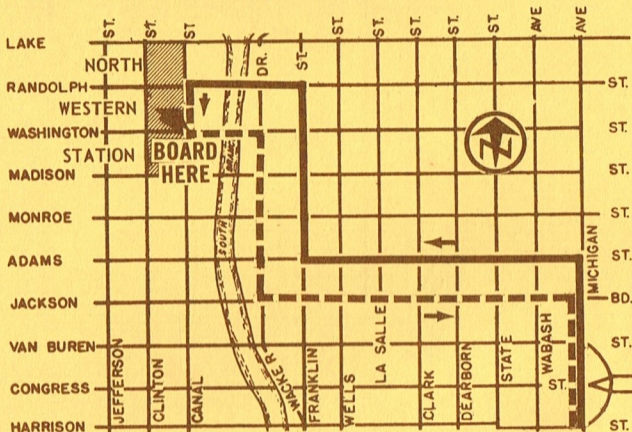 ST.
ST.
ST
DR.
ST.
ST.
ST.
ST.
ST.
ST.
AVE
AVE
LAKE
NORTH
RANDOLPH
ST.
WESTERN
WASHINGTON
ST.
STATION
BOARD
HERE
MADISON
ST.
N
MONROE
ST.
SOUTH
ADAMS
ST.
MICHIGAN
JACKSON
BD.
VAN BUREN
ST.
CONGRESS
ST.
HARRISON
ST.
JEFFERSON
CLINTON
CANAL
WACKER
FRANKLIN
WELLS
LA SALLE
CLARK
DEARBORN
STATE
WABASH